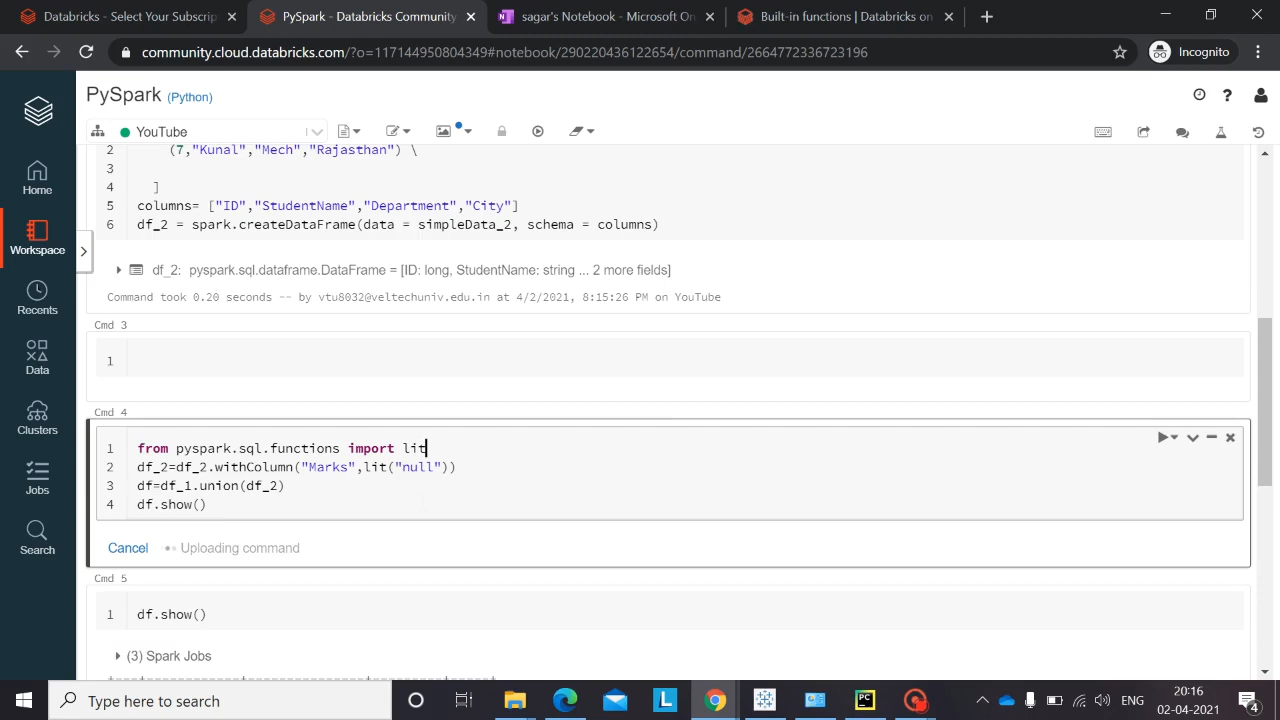 Databricks - Select Your Subscrip
PySpark - Databricks Community
sagar's Notebook - Microsoft On
Built-in functions | Databricks on
community.cloud.databricks.com/?o=117144950804349#notebook/290220436122654/command/2664772336723196
Incognito
PySpark (Python)
YouTube
Home
Workspace
Recents
Data
Clusters
Jobs
Search
2 (7,"Kunal","Mech","Rajasthan") \
3
4 ]
5 columns= ["ID","StudentName","Department","City"]
6 df_2 = spark.createDataFrame(data = simpleData_2, schema = columns)
df_2: pyspark.sql.dataframe.DataFrame = [ID: long, StudentName: string ... 2 more fields]
Command took 0.20 seconds -- by vtu8032@veltechuniv.edu.in at 4/2/2021, 8:15:26 PM on YouTube
Cmd 3
1
Cmd 4
1 from pyspark.sql.functions import lit
2 df_2=df_2.withColumn("Marks",lit("null"))
3 df=df_1.union(df_2)
4 df.show()
Cancel Uploading command
Cmd 5
1 df.show()
(3) Spark Jobs
Type here to search
ENG
20:16
02-04-2021
4